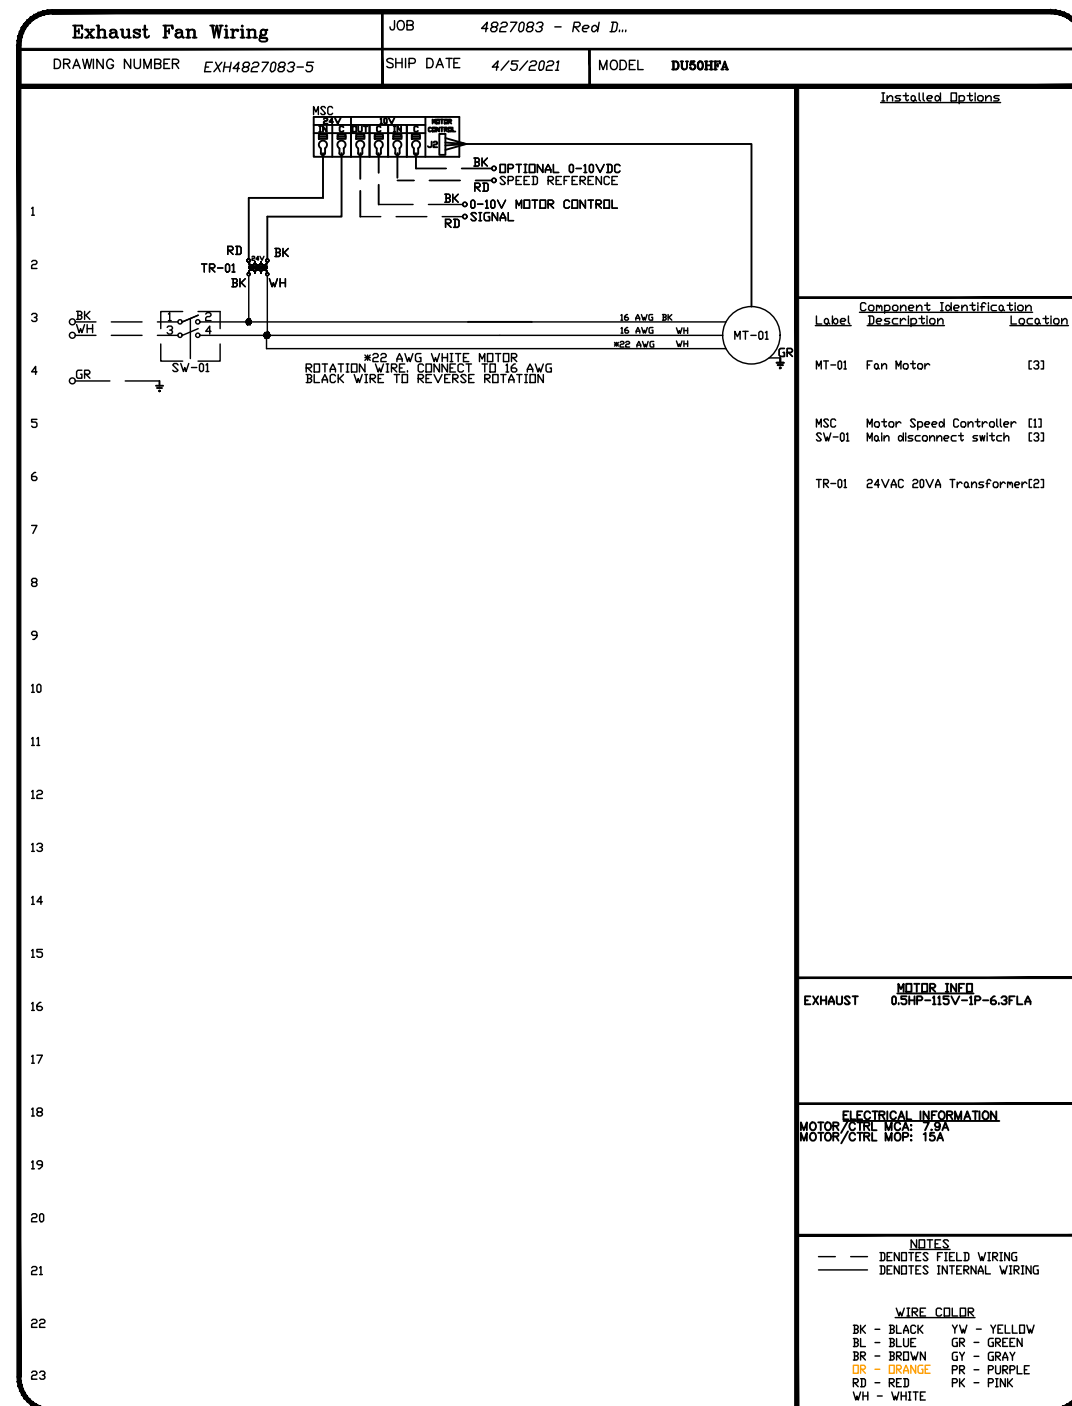 Exhaust Fan Wiring
JOB 4827083 - Red D...
DRAWING NUMBER EXH4827083-5
SHIP DATE 4/5/2021
MODEL DU50HFA
MSC
24V 10V MOTOR CONTROL
IN C OUT C IN C
J2
BK OPTIONAL 0-10VDC
RD SPEED REFERENCE
BK 0-10V MOTOR CONTROL
RD SIGNAL
1
RD 24V BK
2
TR-01
BK WH
3
BK 1 2 16 AWG BK
WH 3 4 16 AWG WH
MT-01
*22 AWG WH
GR
SW-01
*22 AWG WHITE MOTOR
ROTATION WIRE. CONNECT TO 16 AWG
BLACK WIRE TO REVERSE ROTATION
4
GR
5
6
7
8
9
10
11
12
13
14
15
16
17
18
19
20
21
22
23
Installed Options
Component Identification
Label Description Location
MT-01 Fan Motor [3]
MSC Motor Speed Controller [1]
SW-01 Main disconnect switch [3]
TR-01 24VAC 20VA Transformer[2]
MOTOR INFO
EXHAUST 0.5HP-115V-1P-6.3FLA
ELECTRICAL INFORMATION
MOTOR/CTRL MCA: 7.9A
MOTOR/CTRL MOP: 15A
NOTES
DENOTES FIELD WIRING
DENOTES INTERNAL WIRING
WIRE COLOR
BK - BLACK YW - YELLOW
BL - BLUE GR - GREEN
BR - BROWN GY - GRAY
OR - ORANGE PR - PURPLE
RD - RED PK - PINK
WH - WHITE